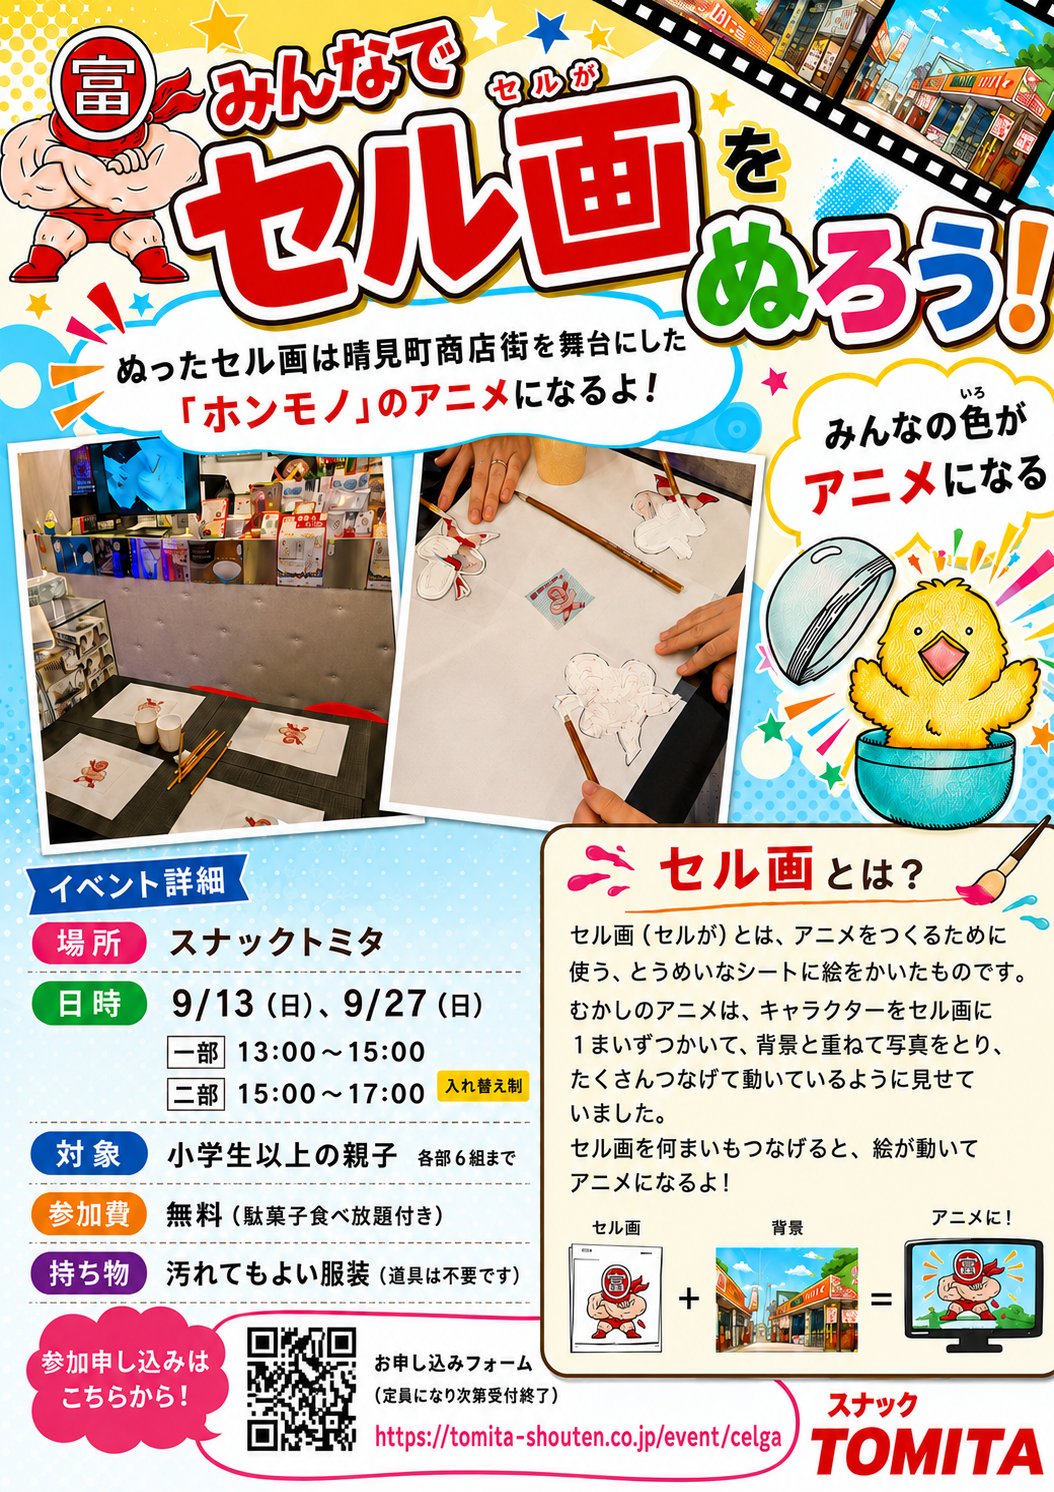 富
みんなで
セル が
セル画を
ぬろう!
ぬったセル画は晴見町商店街を舞台にした
「ホンモノ」のアニメになるよ!
いろ
みんなの色が
アニメになる
イベント詳細
場所 スナックトミタ
日時 9/13(日)、9/27(日)
一部 13:00～15:00
二部 15:00～17:00 入れ替え制
対象 小学生以上の親子 各部6組まで
参加費 無料(駄菓子食べ放題付き)
持ち物 汚れてもよい服装(道具は不要です)
セル画とは?
セル画(セルが)とは、アニメをつくるために
使う、とうめいなシートに絵をかいたものです。
むかしのアニメは、キャラクターをセル画に
１まいずつかいて、背景と重ねて写真をとり、
たくさんつなげて動いているように見せて
いました。
セル画を何まいもつなげると、絵が動いて
アニメになるよ!
セル画
背景
アニメに!
富
+
=
富
参加申し込みは
こちらから!
お申し込みフォーム
(定員になり次第受付終了)
https://tomita-shouten.co.jp/event/celga
スナック
TOMITA